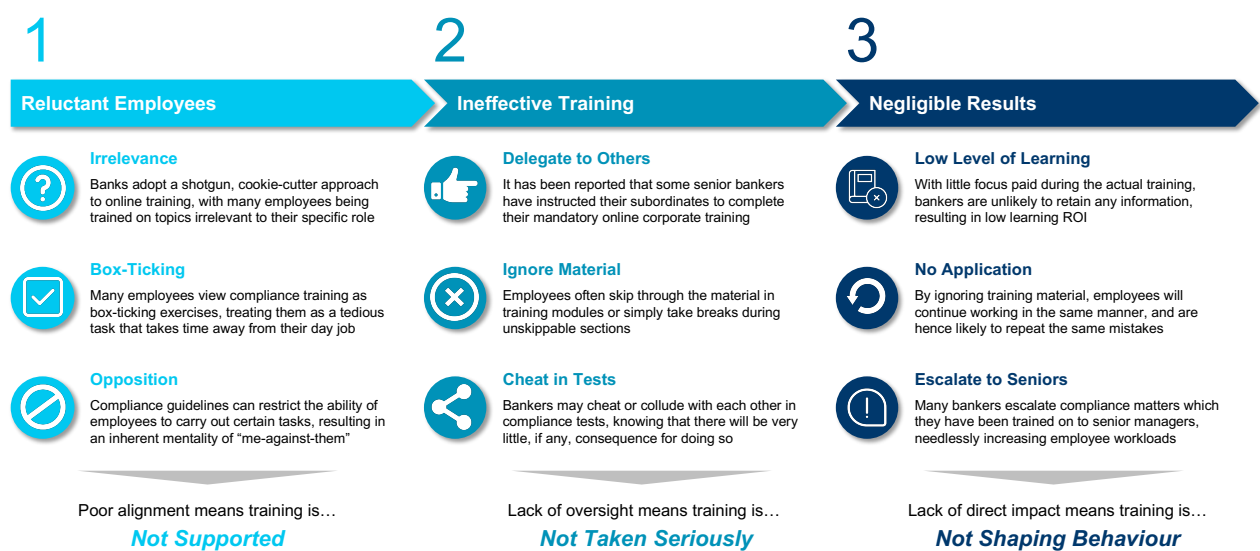 1
Reluctant Employees
Irrelevance
Banks adopt a shotgun, cookie-cutter approach
to online training, with many employees being
trained on topics irrelevant to their specific role
Box-Ticking
Many employees view compliance training as
box-ticking exercises, treating them as a tedious
task that takes time away from their day job
Opposition
Compliance guidelines can restrict the ability of
employees to carry out certain tasks, resulting in
an inherent mentality of “me-against-them”
Poor alignment means training is…
Not Supported
2
Ineffective Training
Delegate to Others
It has been reported that some senior bankers
have instructed their subordinates to complete
their mandatory online corporate training
Ignore Material
Employees often skip through the material in
training modules or simply take breaks during
unskippable sections
Cheat in Tests
Bankers may cheat or collude with each other in
compliance tests, knowing that there will be very
little, if any, consequence for doing so
Lack of oversight means training is…
Not Taken Seriously
3
Negligible Results
Low Level of Learning
With little focus paid during the actual training,
bankers are unlikely to retain any information,
resulting in low learning ROI
No Application
By ignoring training material, employees will
continue working in the same manner, and are
hence likely to repeat the same mistakes
Escalate to Seniors
Many bankers escalate compliance matters which
they have been trained on to senior managers,
needlessly increasing employee workloads
Lack of direct impact means training is…
Not Shaping Behaviour